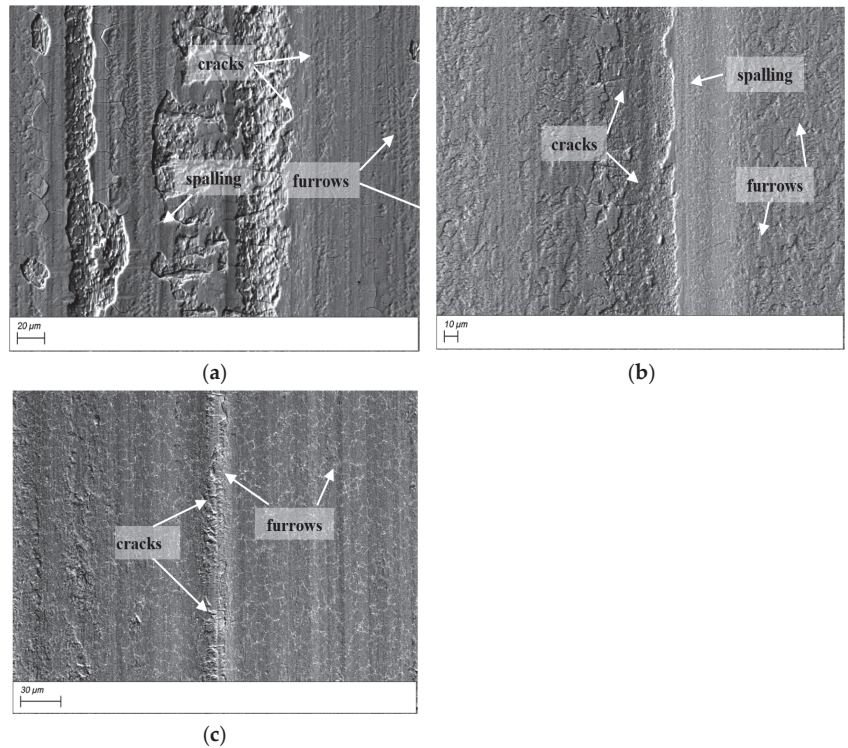 cracks
spalling
furrows
20 µm
(a)
spalling
cracks
furrows
10 µm
(b)
cracks
furrows
30 µm
(c)